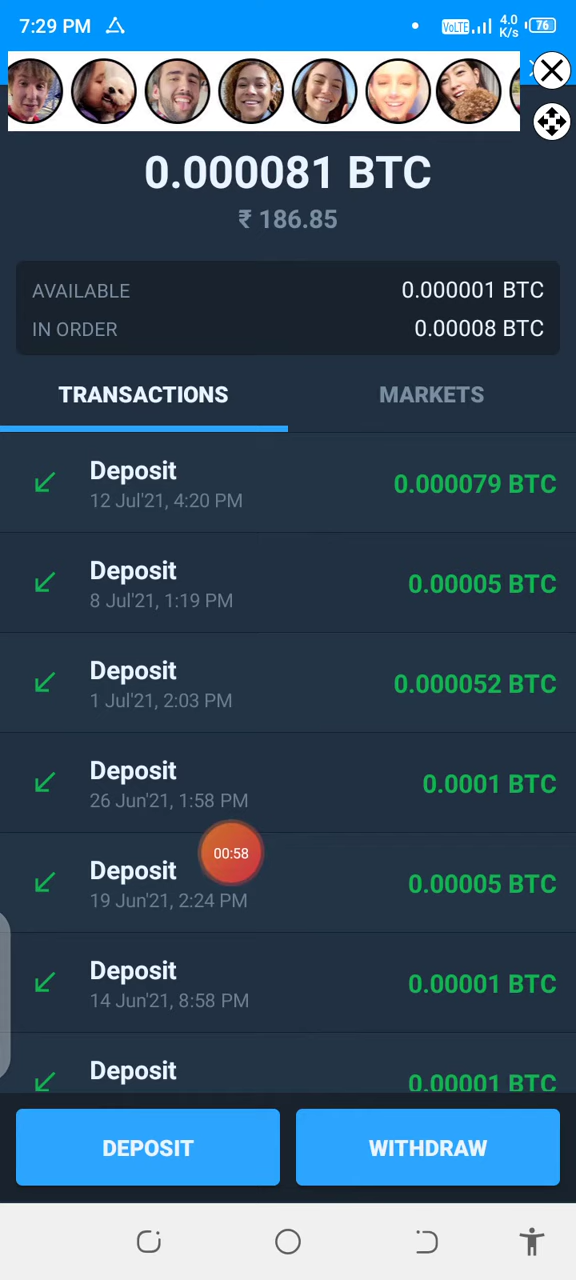 7:29 PM VoLTE 4.0 K/s 76
0.000081 BTC
₹ 186.85
AVAILABLE 0.000001 BTC
IN ORDER 0.00008 BTC
TRANSACTIONS MARKETS
Deposit
12 Jul'21, 4:20 PM 0.000079 BTC
Deposit
8 Jul'21, 1:19 PM 0.00005 BTC
Deposit
1 Jul'21, 2:03 PM 0.000052 BTC
Deposit
26 Jun'21, 1:58 PM 0.0001 BTC
00:58
Deposit
19 Jun'21, 2:24 PM 0.00005 BTC
Deposit
14 Jun'21, 8:58 PM 0.00001 BTC
Deposit
0.00001 BTC
DEPOSIT WITHDRAW